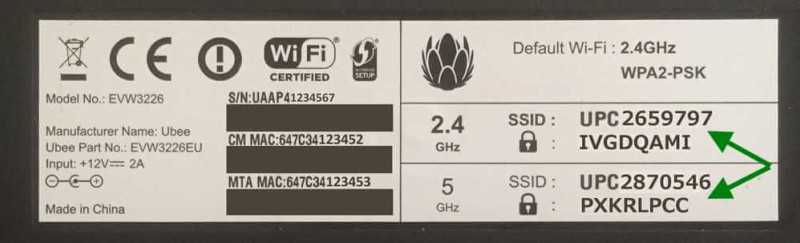 WiFi
CERTIFIED
Model No.: EVW3226
Manufacturer Name: Ubee
Ubee Part No.: EVW3226EU
Input: +12V⎓ 2A
Made in China
S/N:UAAP41234567
CM MAC:647C34123452
MTA MAC:647C34123453
Default Wi-Fi : 2.4GHz
WPA2-PSK
2.4 GHz
SSID : UPC2659797
: IVGDQAMI
5 GHz
SSID : UPC2870546
: PXKRLPCC